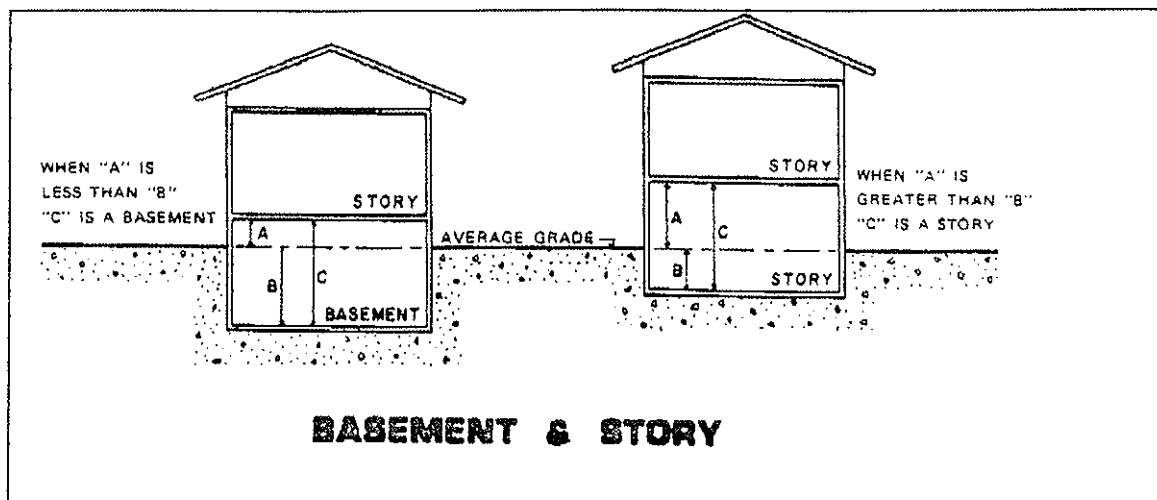 WHEN "A" IS
LESS THAN "B"
"C" IS A BASEMENT
STORY
A
B
C
BASEMENT
AVERAGE GRADE
STORY
A
C
B
STORY
WHEN "A" IS
GREATER THAN "B"
"C" IS A STORY
BASEMENT & STORY